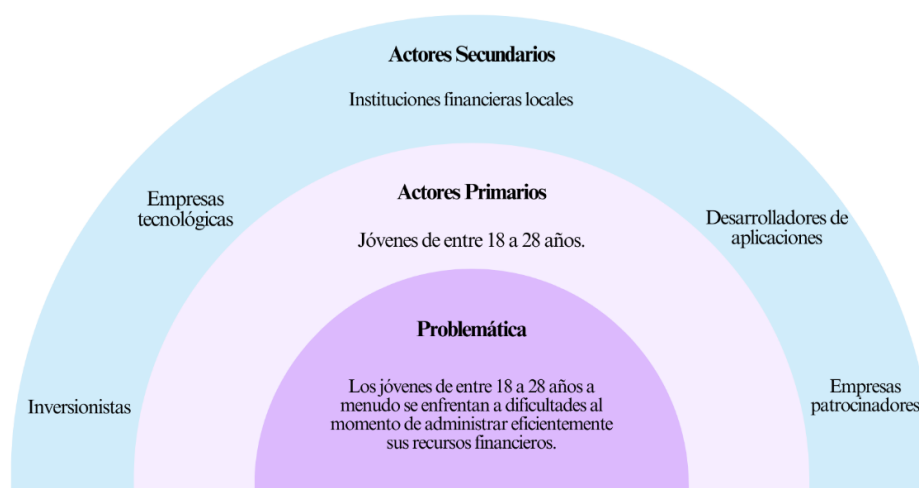 Actores Secundarios
Instituciones financieras locales
Empresas
tecnológicas
Actores Primarios
Jóvenes de entre 18 a 28 años.
Desarrolladores de
aplicaciones
Problemática
Los jóvenes de entre 18 a 28 años a
menudo se enfrentan a dificultades al
momento de administrar eficientemente
sus recursos financieros.
Inversionistas
Empresas
patrocinadores